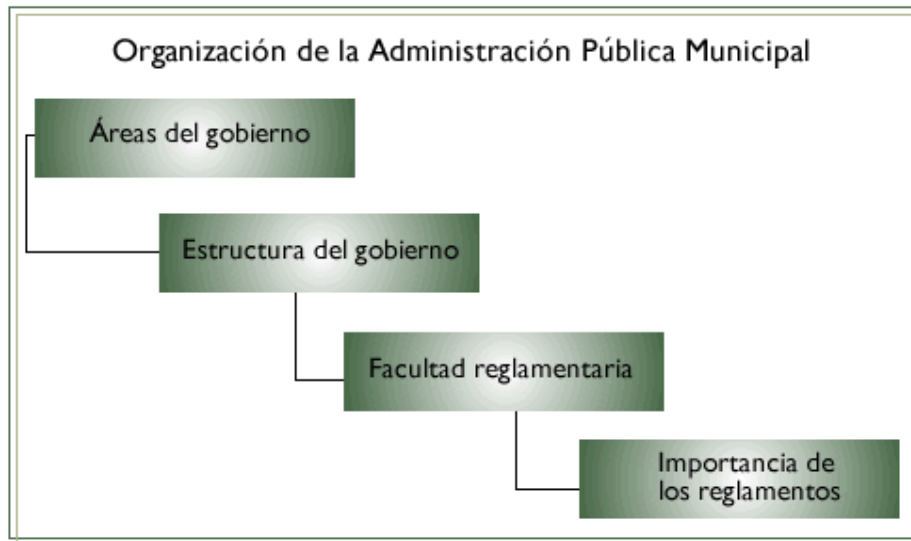 Organización de la Administración Pública Municipal
Áreas del gobierno
Estructura del gobierno
Facultad reglamentaria
Importancia de
los reglamentos